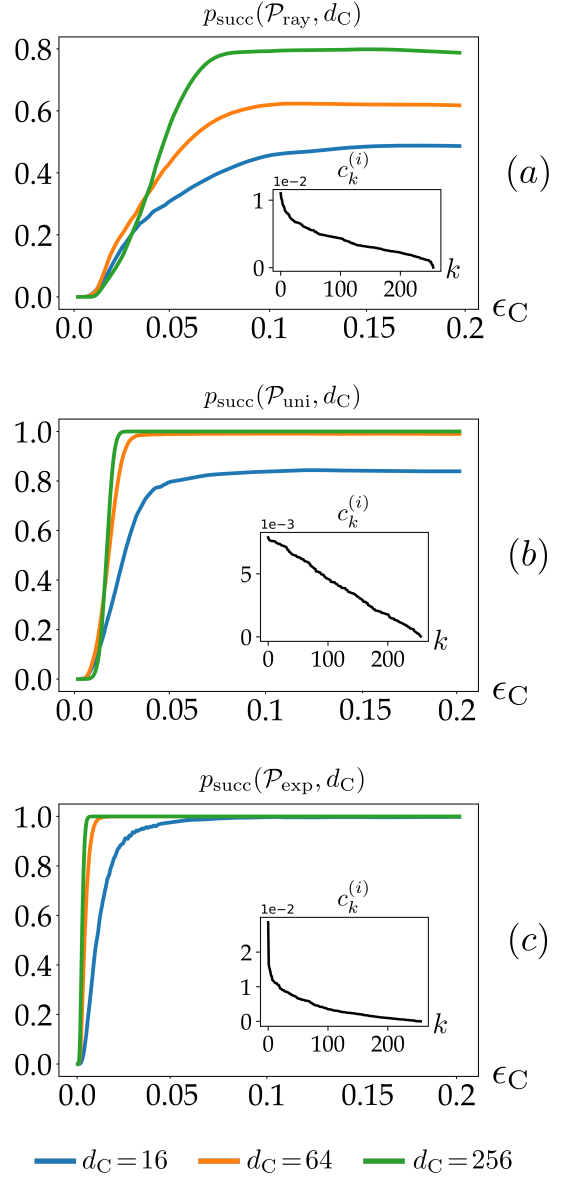 p_succ(𝒫_ray, d_C)
0.8
0.6
0.4
0.2
0.0
c_k^(i)
1e-2
1
0
0 100 200 k
(a)
0.0 0.05 0.1 0.15 0.2 ϵ_C
p_succ(𝒫_uni, d_C)
1.0
0.8
0.6
0.4
0.2
0.0
c_k^(i)
1e-3
5
0
0 100 200 k
(b)
0.0 0.05 0.1 0.15 0.2 ϵ_C
p_succ(𝒫_exp, d_C)
1.0
0.8
0.6
0.4
0.2
0.0
c_k^(i)
1e-2
2
1
0
0 100 200 k
(c)
0.0 0.05 0.1 0.15 0.2 ϵ_C
d_C = 16 d_C = 64 d_C = 256